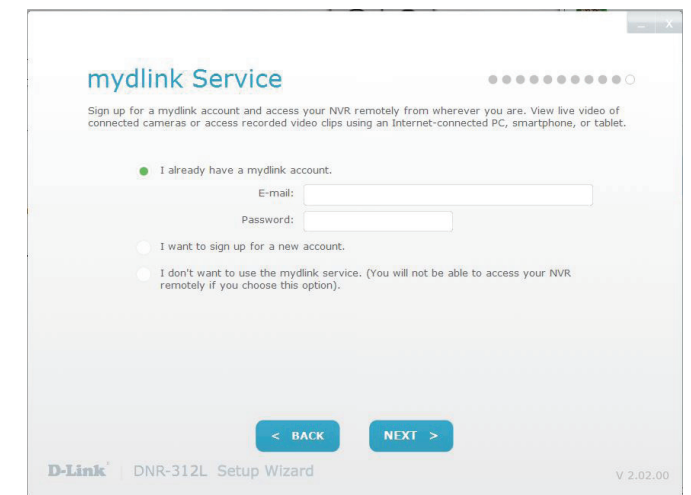 mydlink Service
Sign up for a mydlink account and access your NVR remotely from wherever you are. View live video of
connected cameras or access recorded video clips using an Internet-connected PC, smartphone, or tablet.
I already have a mydlink account.
E-mail:
Password:
I want to sign up for a new account.
I don't want to use the mydlink service. (You will not be able to access your NVR
remotely if you choose this option).
< BACK NEXT >
D-Link DNR-312L Setup Wizard V 2.02.00